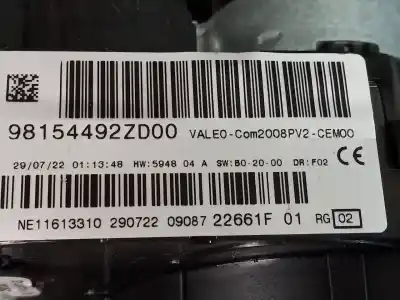 98154492ZD00 VALEO-Com2008PV2-CEM00
29/07/22 01:13:48 HW:5948 04 A SW:80-20-00 DR:F02 CE
NE11613310 290722 09087 22661F 01 RG 02